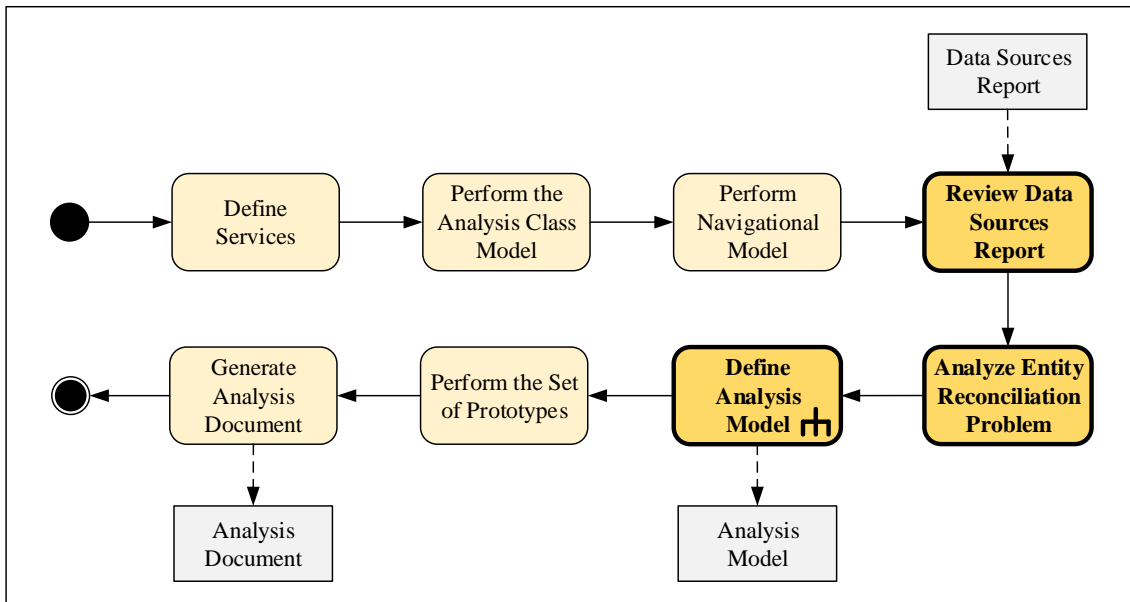 Data Sources
Report
Define
Services
Perform the
Analysis Class
Model
Perform
Navigational
Model
Review Data
Sources
Report
Generate
Analysis
Document
Perform the Set
of Prototypes
Define
Analysis
Model
Analyze Entity
Reconciliation
Problem
Analysis
Document
Analysis
Model